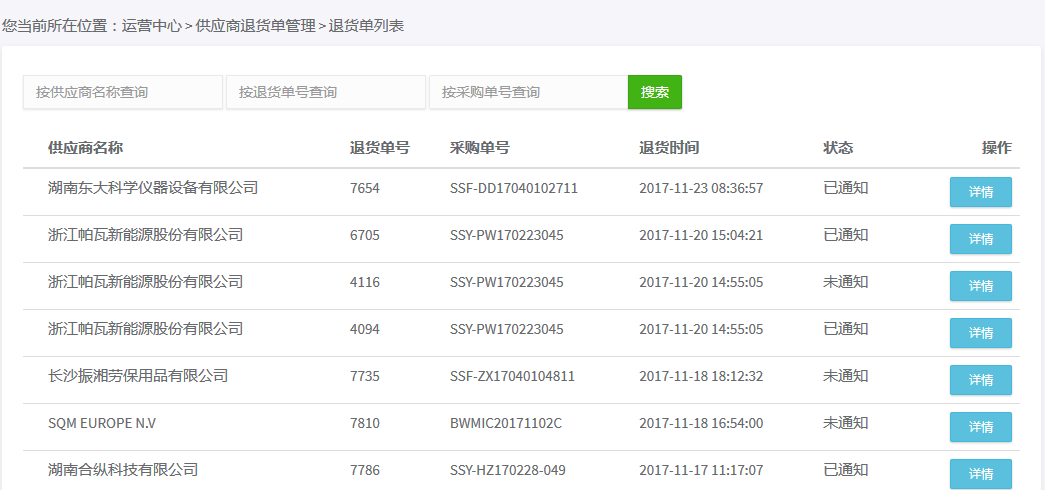 您当前所在位置：运营中心 > 供应商退货单管理 > 退货单列表
按供应商名称查询 按退货单号查询 按采购单号查询 搜索
供应商名称 退货单号 采购单号 退货时间 状态 操作
湖南东大科学仪器设备有限公司 7654 SSF-DD17040102711 2017-11-23 08:36:57 已通知 详情
浙江帕瓦新能源股份有限公司 6705 SSY-PW170223045 2017-11-20 15:04:21 已通知 详情
浙江帕瓦新能源股份有限公司 4116 SSY-PW170223045 2017-11-20 14:55:05 未通知 详情
浙江帕瓦新能源股份有限公司 4094 SSY-PW170223045 2017-11-20 14:55:05 已通知 详情
长沙振湘劳保用品有限公司 7735 SSF-ZX17040104811 2017-11-18 18:12:32 未通知 详情
SQM EUROPE N.V 7810 BWMIC20171102C 2017-11-18 16:54:00 未通知 详情
湖南合纵科技有限公司 7786 SSY-HZ170228-049 2017-11-17 11:17:07 已通知 详情